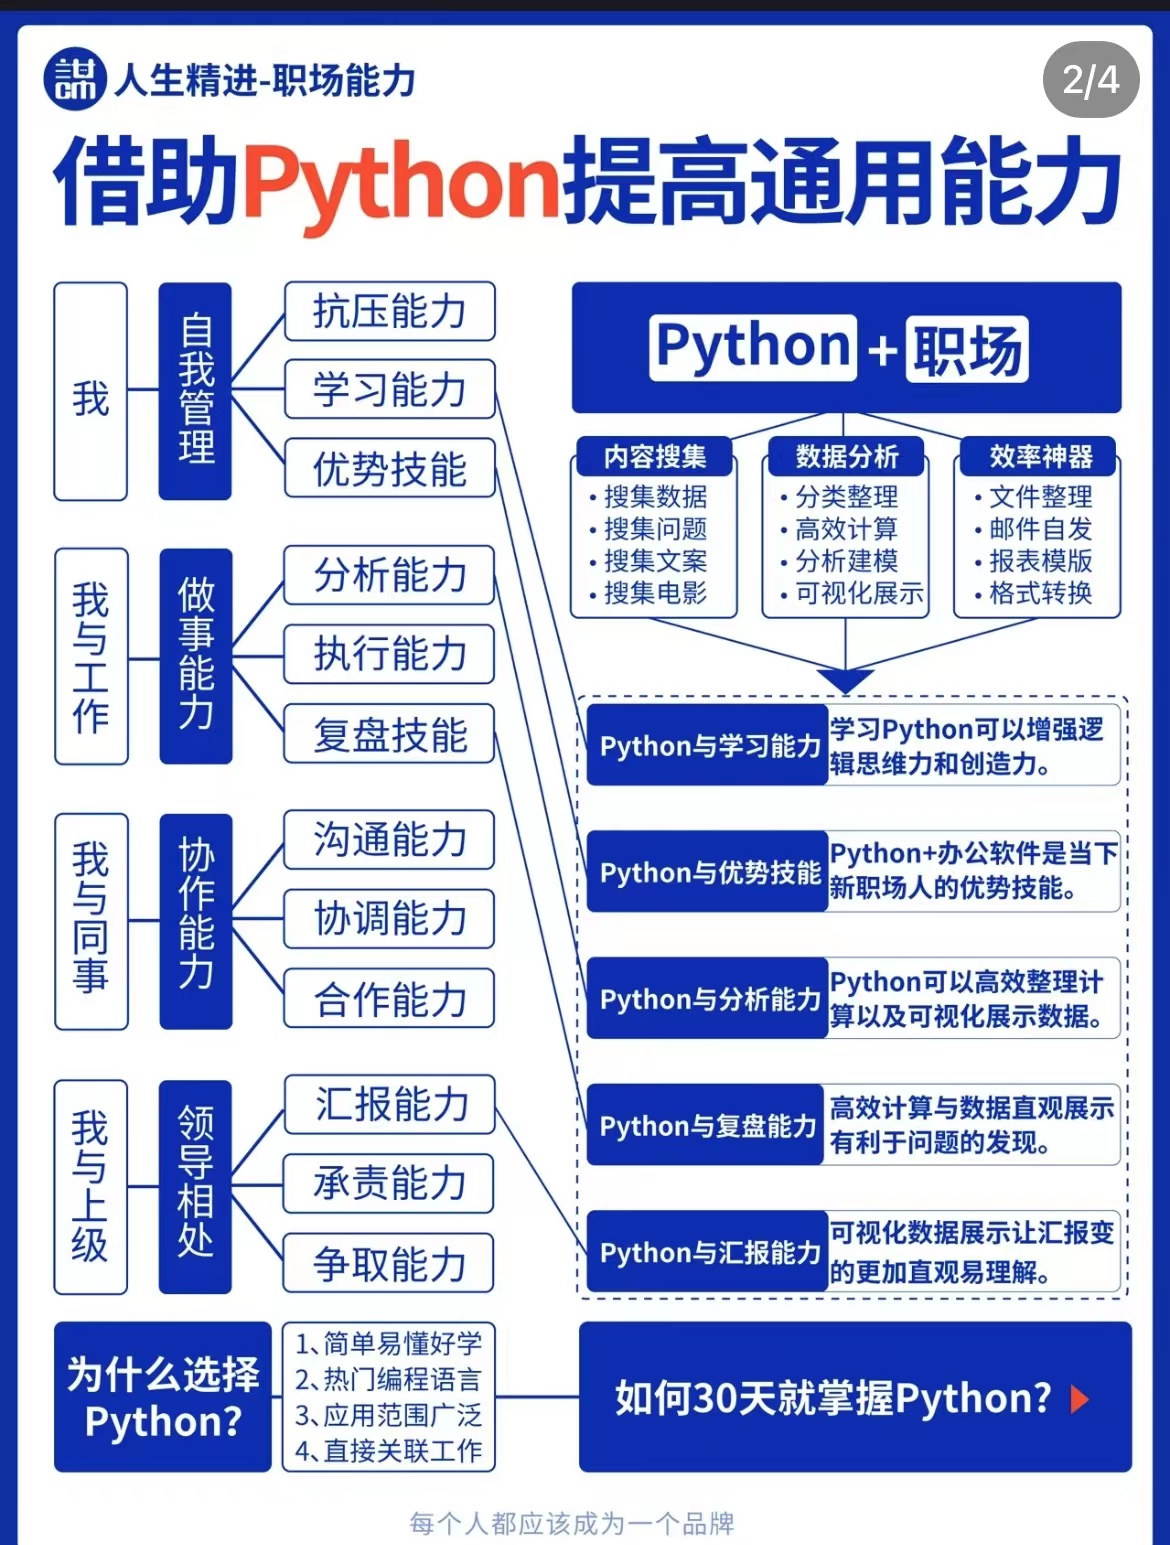 谋
cm
人生精进-职场能力
2/4
借助Python提高通用能力
我
自我管理
抗压能力
学习能力
优势技能
我与工作
做事能力
分析能力
执行能力
复盘技能
我与同事
协作能力
沟通能力
协调能力
合作能力
我与上级
领导相处
汇报能力
承责能力
争取能力
Python+职场
内容搜集
•搜集数据
•搜集问题
•搜集文案
•搜集电影
数据分析
•分类整理
•高效计算
•分析建模
•可视化展示
效率神器
•文件整理
•邮件自发
•报表模版
•格式转换
Python与学习能力
学习Python可以增强逻
辑思维力和创造力。
Python与优势技能
Python+办公软件是当下
新职场人的优势技能。
Python与分析能力
Python可以高效整理计
算以及可视化展示数据。
Python与复盘能力
高效计算与数据直观展示
有利于问题的发现。
Python与汇报能力
可视化数据展示让汇报变
的更加直观易理解。
为什么选择
Python?
1、简单易懂好学
2、热门编程语言
3、应用范围广泛
4、直接关联工作
如何30天就掌握Python?
每个人都应该成为一个品牌